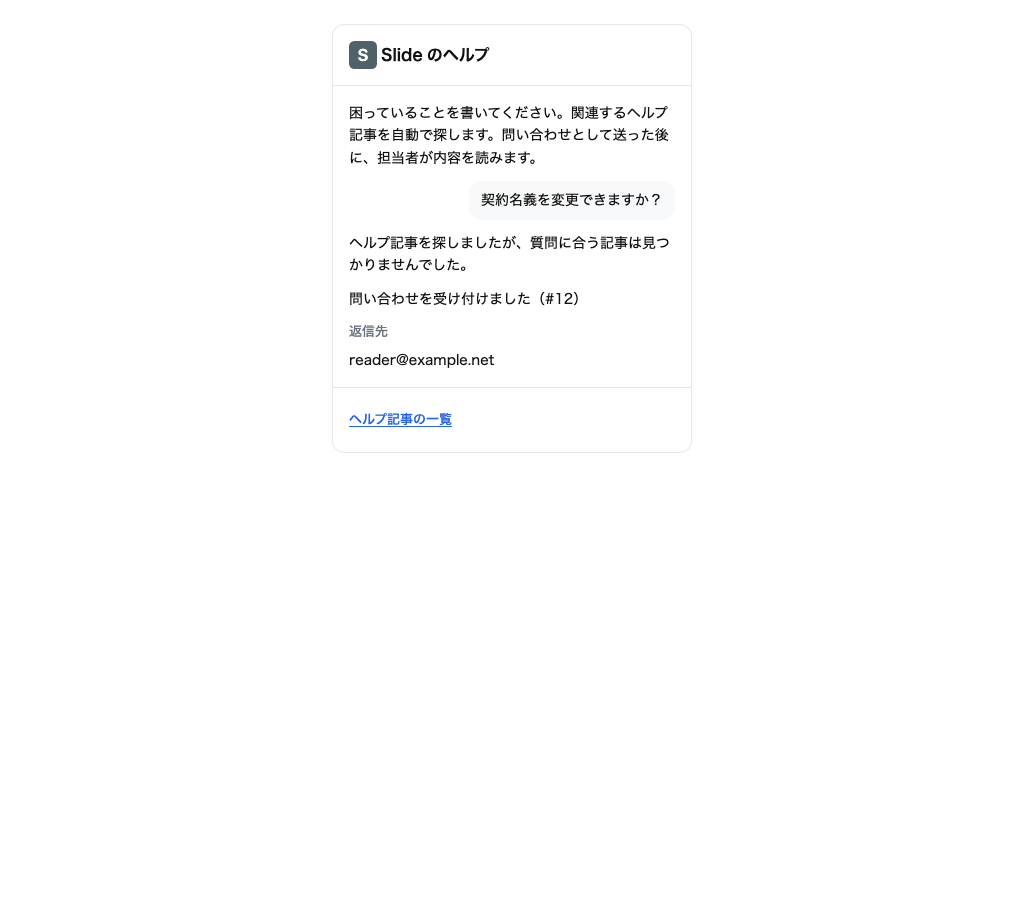 S Slide のヘルプ
困っていることを書いてください。関連するヘルプ
記事を自動で探します。問い合わせとして送った後
に、担当者が内容を読みます。
契約名義を変更できますか？
ヘルプ記事を探しましたが、質問に合う記事は見つ
かりませんでした。
問い合わせを受け付けました（#12）
返信先
reader@example.net
ヘルプ記事の一覧